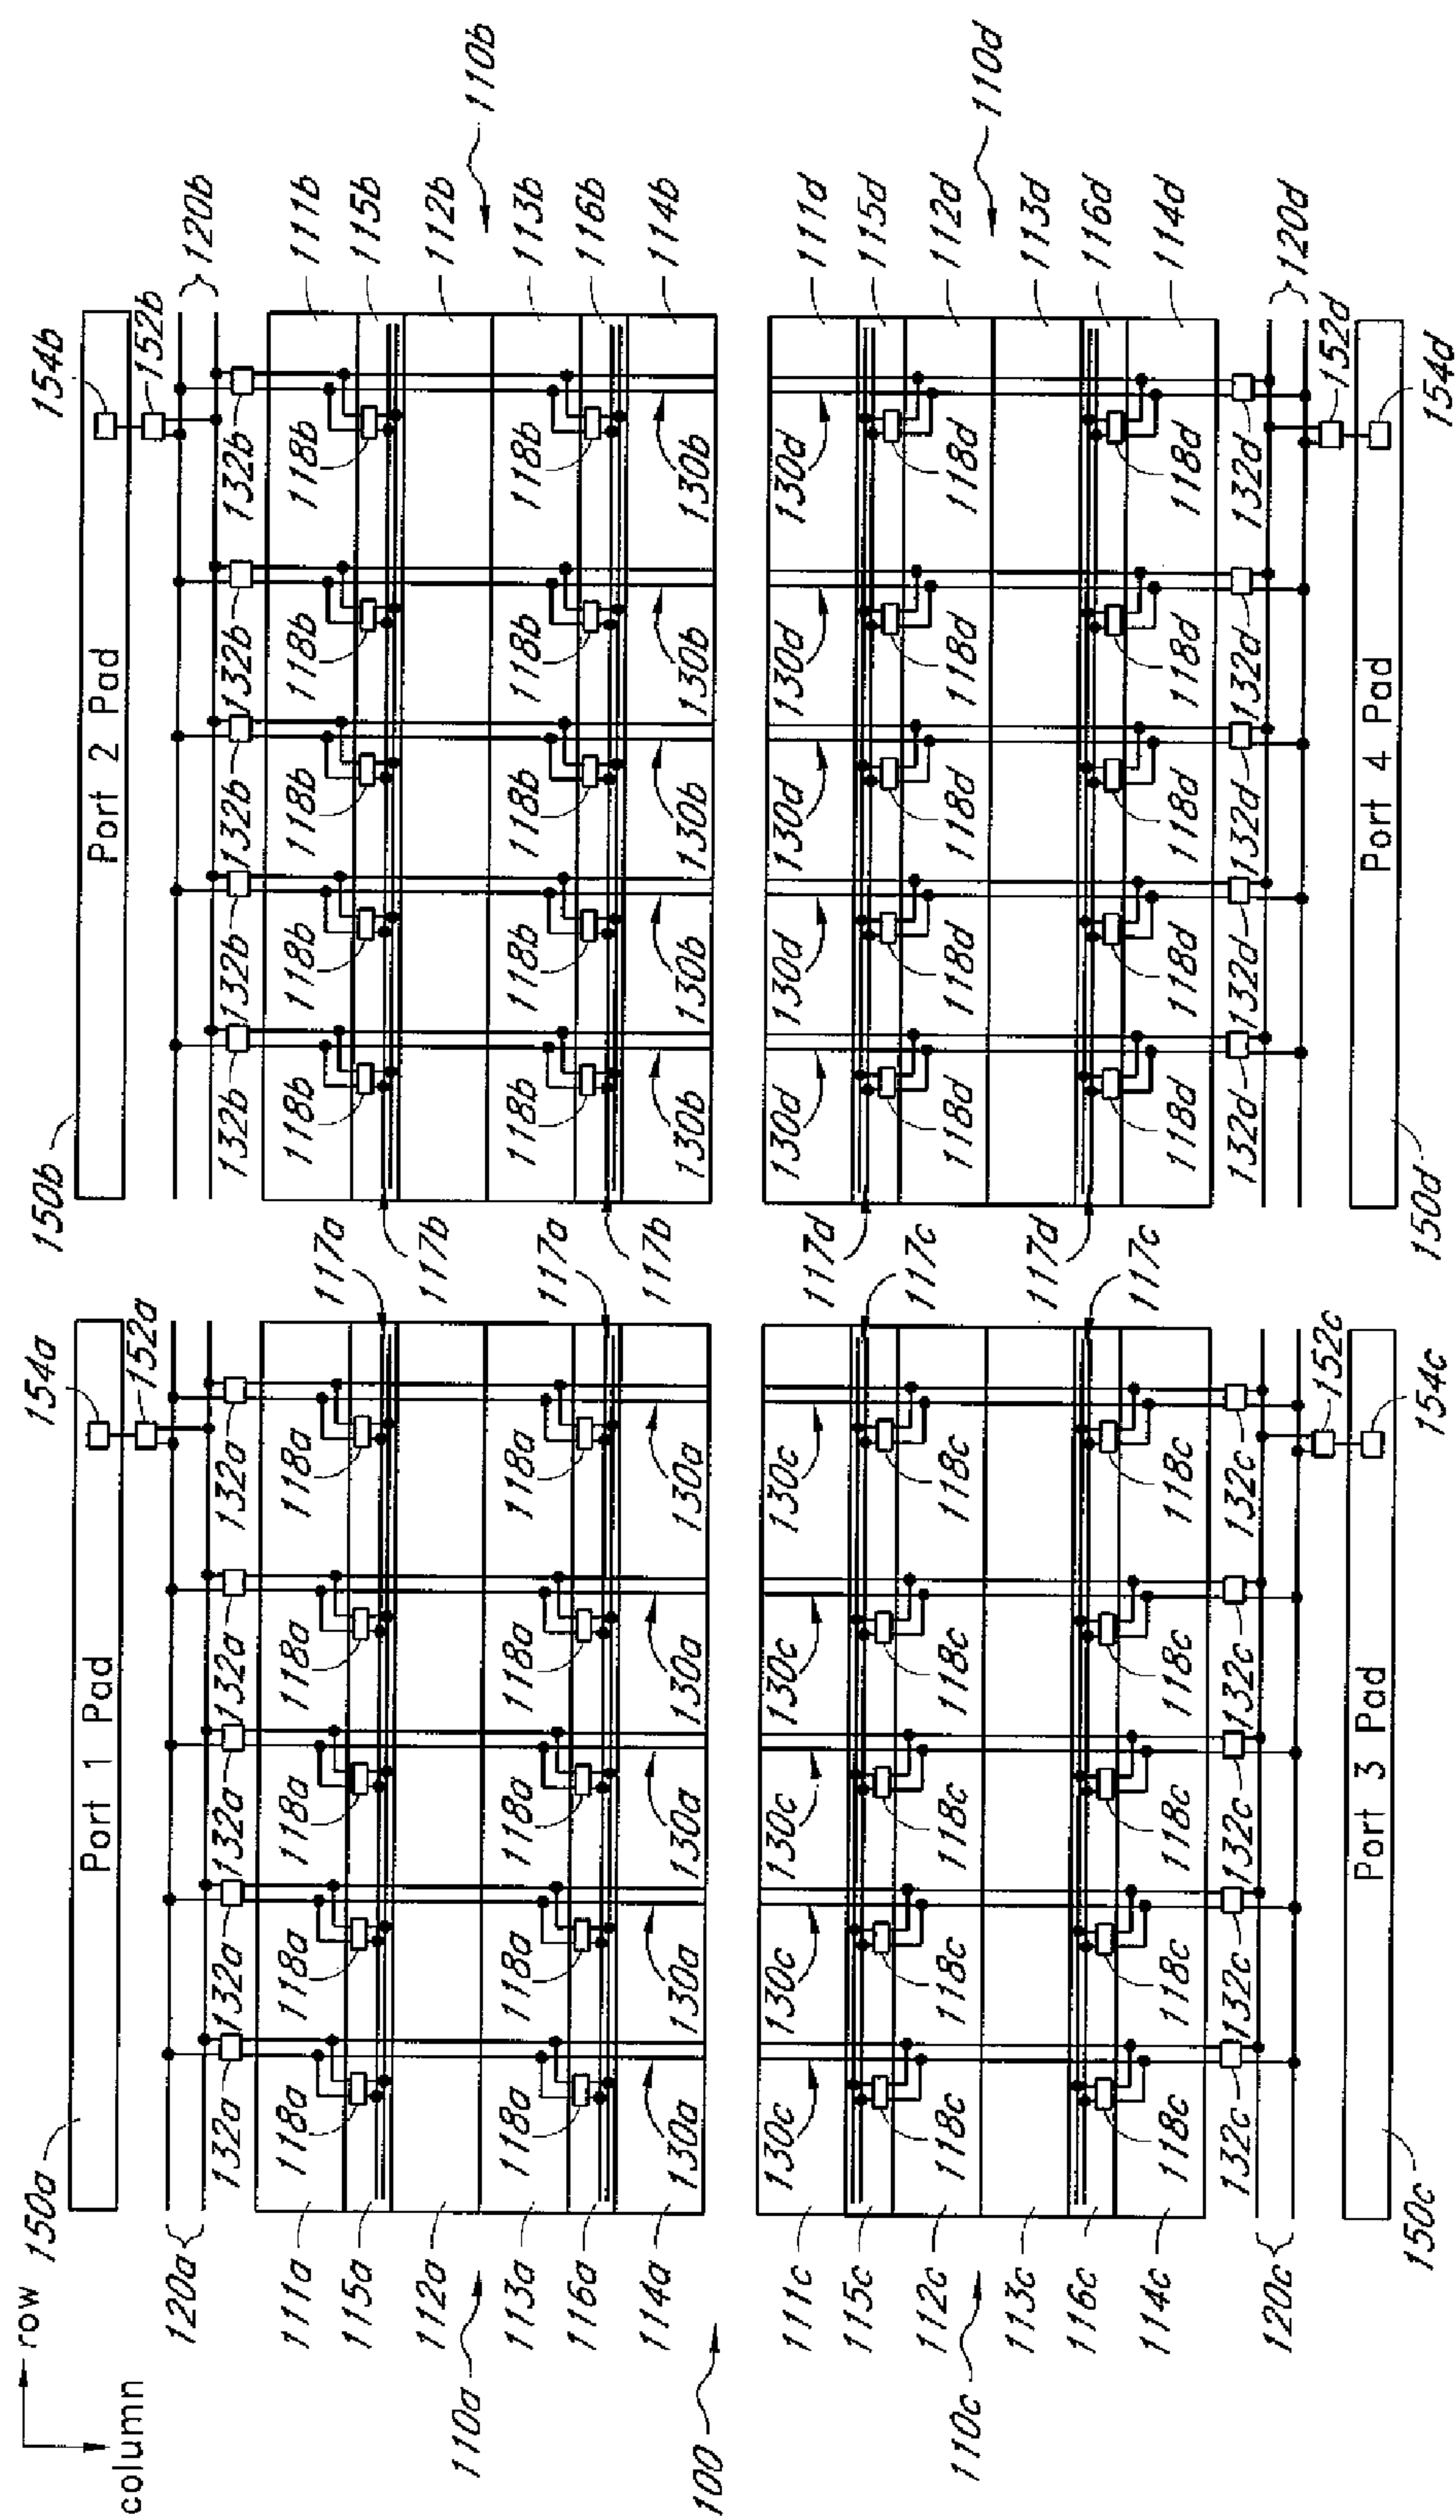 row 150a 154a 150b 154b
Port 1 Pad Port 2 Pad
column 152a 152b
120a 120b
132a 132a 132a 132a 132a 132b 132b 132b 132b 132b
111a 118a 118a 118a 118a 118a 118b 118b 118b 118b 118b 111b
117a
115a 115b
117b
112a 112b
110a 110b
113a 118a 118a 118a 118a 118a 117a 118b 118b 118b 118b 118b 113b
116a 116b
117b
114a 130a 130a 130a 130a 130a 130b 130b 130b 130b 130b 114b
100
111c 130c 130c 130c 130c 130c 130d 130d 130d 130d 130d 111d
117d
115c 115d
117c
112c 118c 118c 118c 118c 118c 118d 118d 118d 118d 118d 112d
110c 110d
113c 117d 113d
116c 116d
117c
114c 118c 118c 118c 118c 118c 118d 118d 118d 118d 118d 114d
132c 132c 132c 132c 132c 132d 132d 132d 132d 132d
120c 120d
152c 152d
Port 3 Pad Port 4 Pad
150c 154c 150d 154d